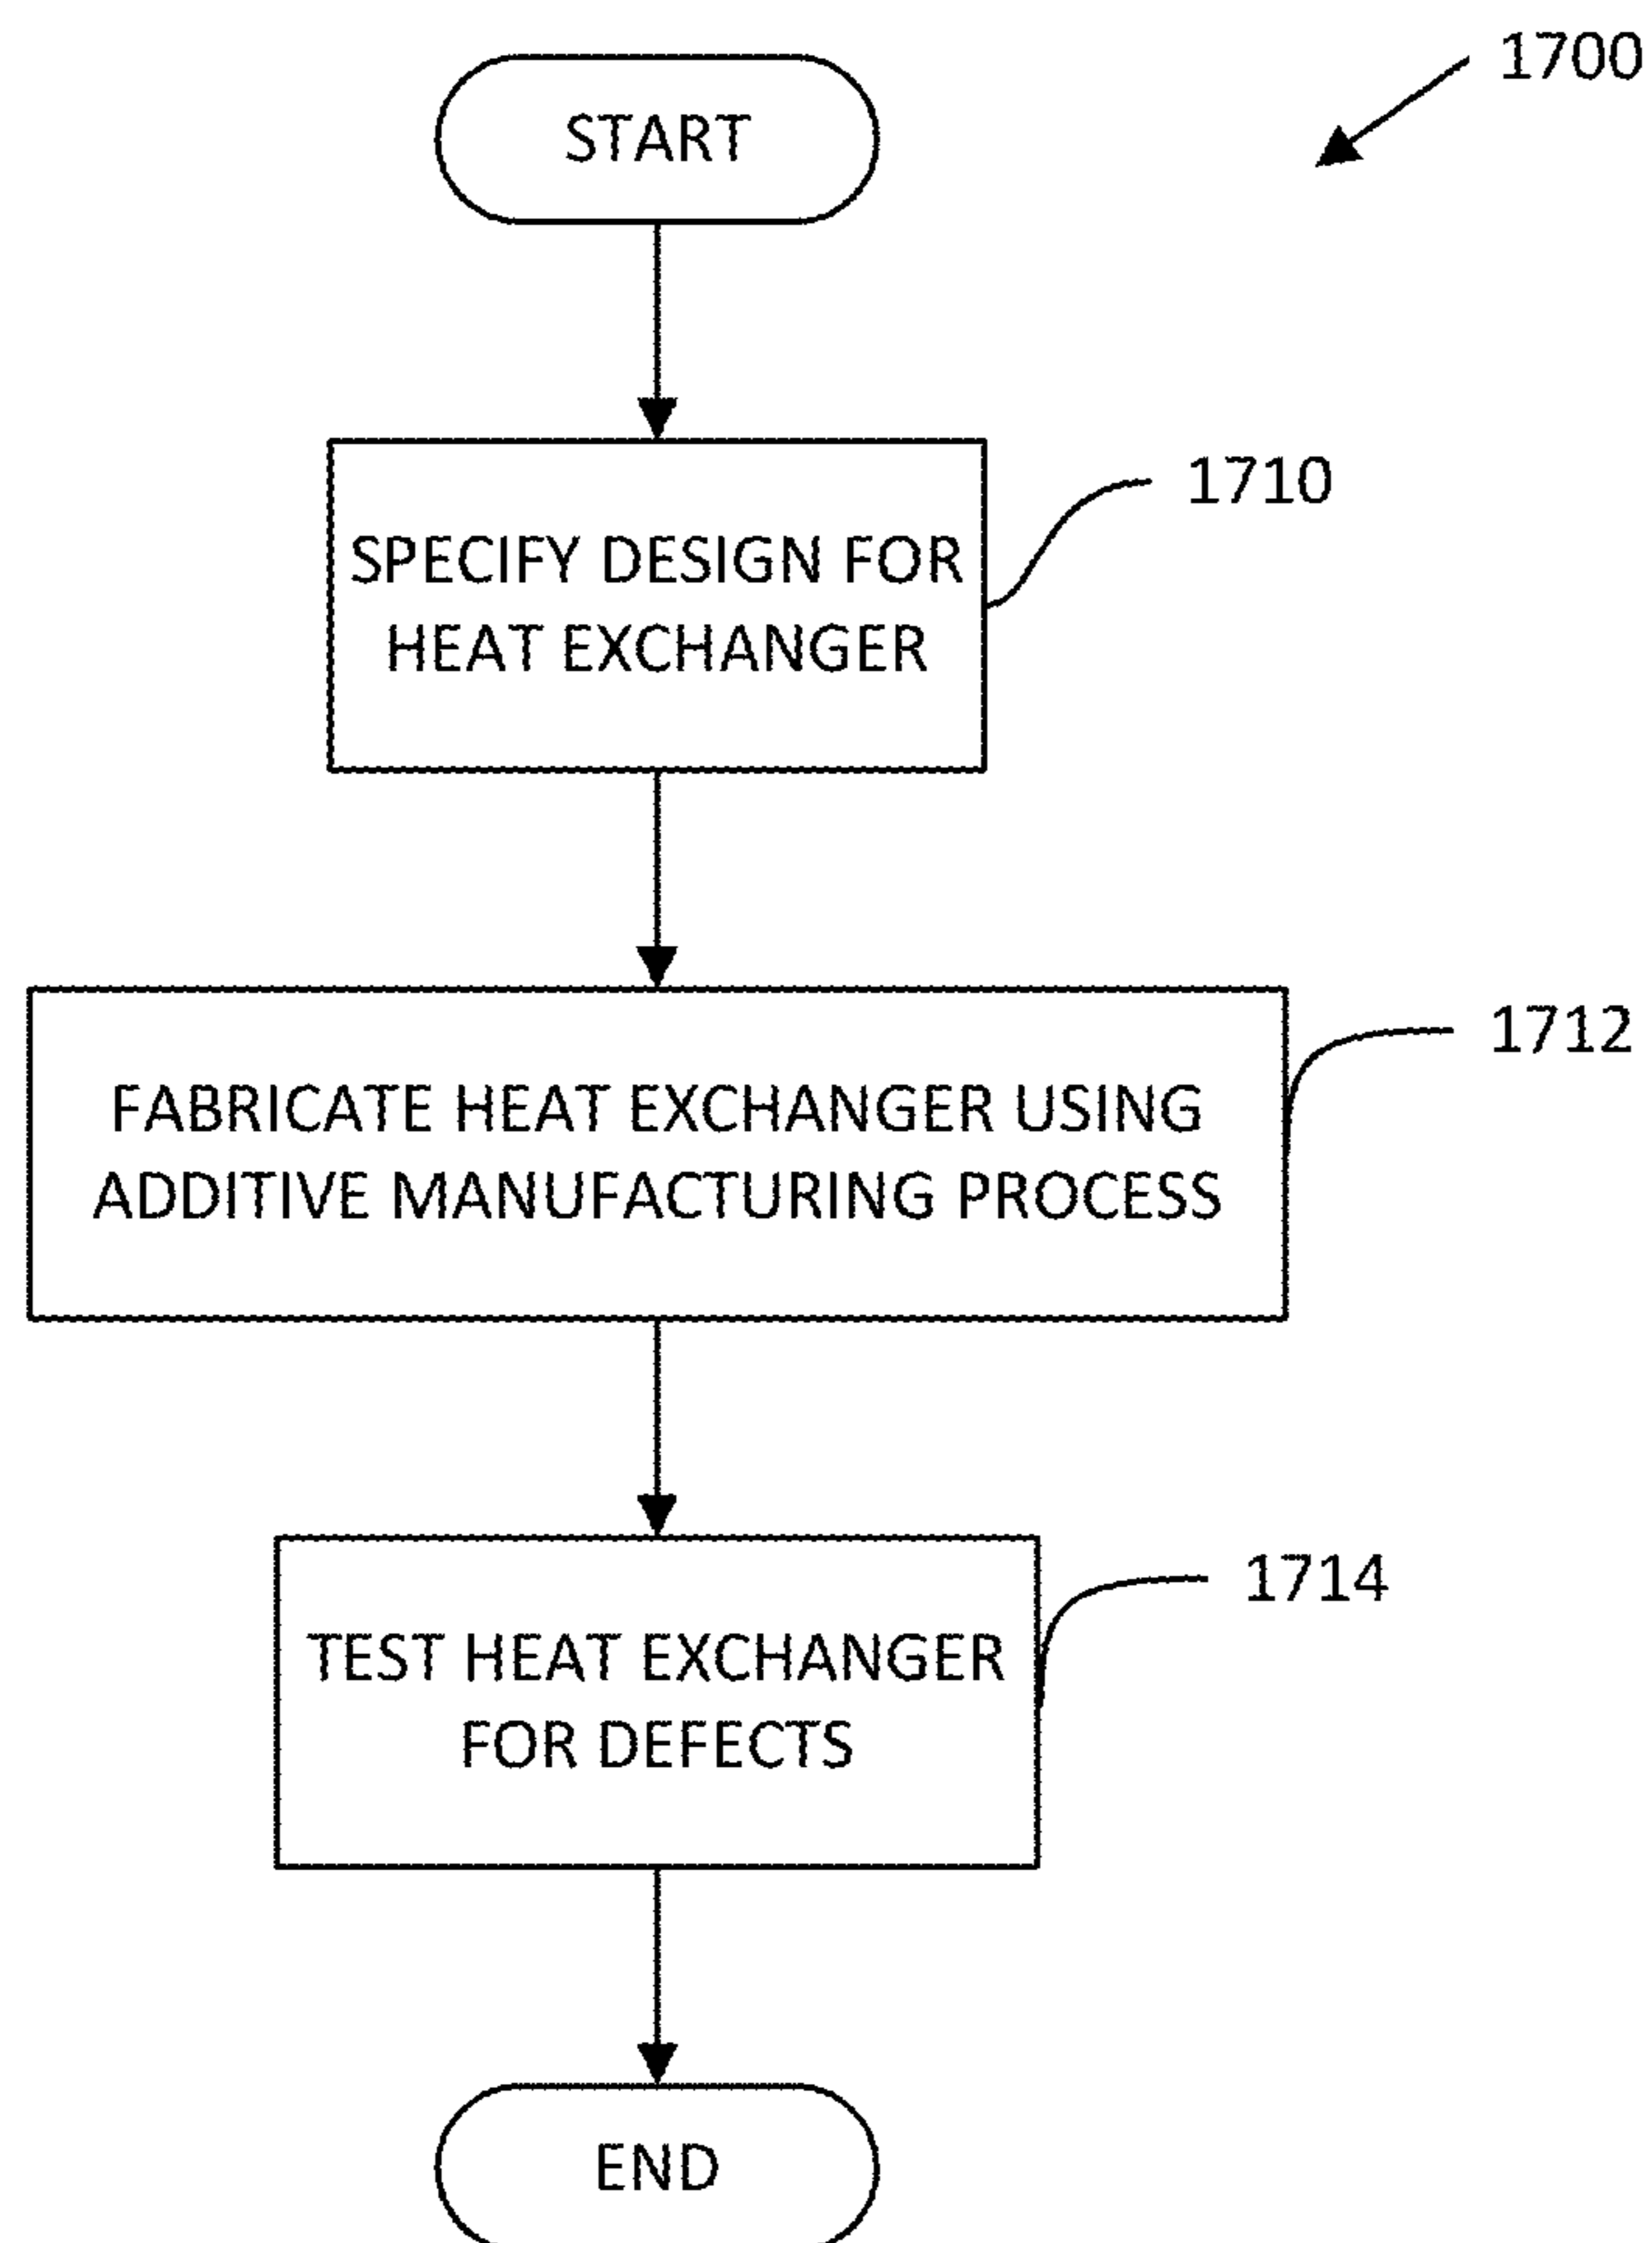 1700
START
1710
SPECIFY DESIGN FOR
HEAT EXCHANGER
1712
FABRICATE HEAT EXCHANGER USING
ADDITIVE MANUFACTURING PROCESS
1714
TEST HEAT EXCHANGER
FOR DEFECTS
END